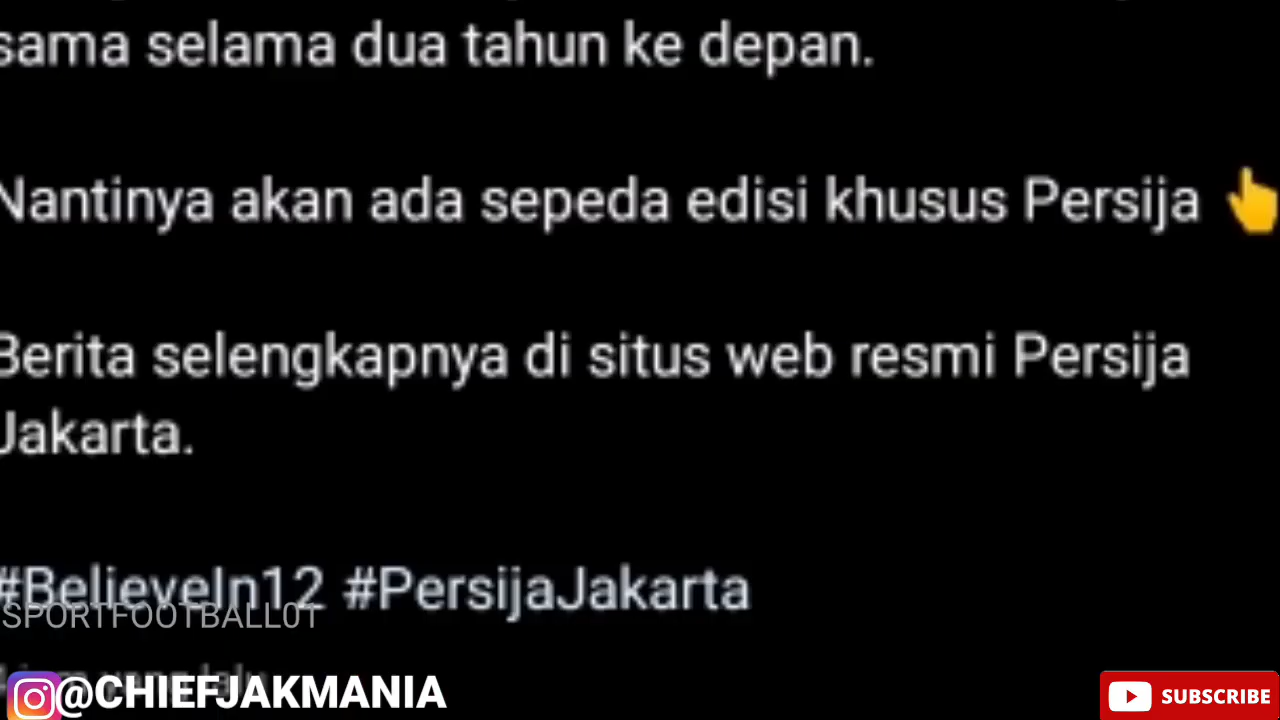 sama selama dua tahun ke depan.
Nantinya akan ada sepeda edisi khusus Persija 👆
Berita selengkapnya di situs web resmi Persija
Jakarta.
#BelieveIn12 #PersijaJakarta
SPORTFOOTBALL01
@CHIEFJAKMANIA
SUBSCRIBE